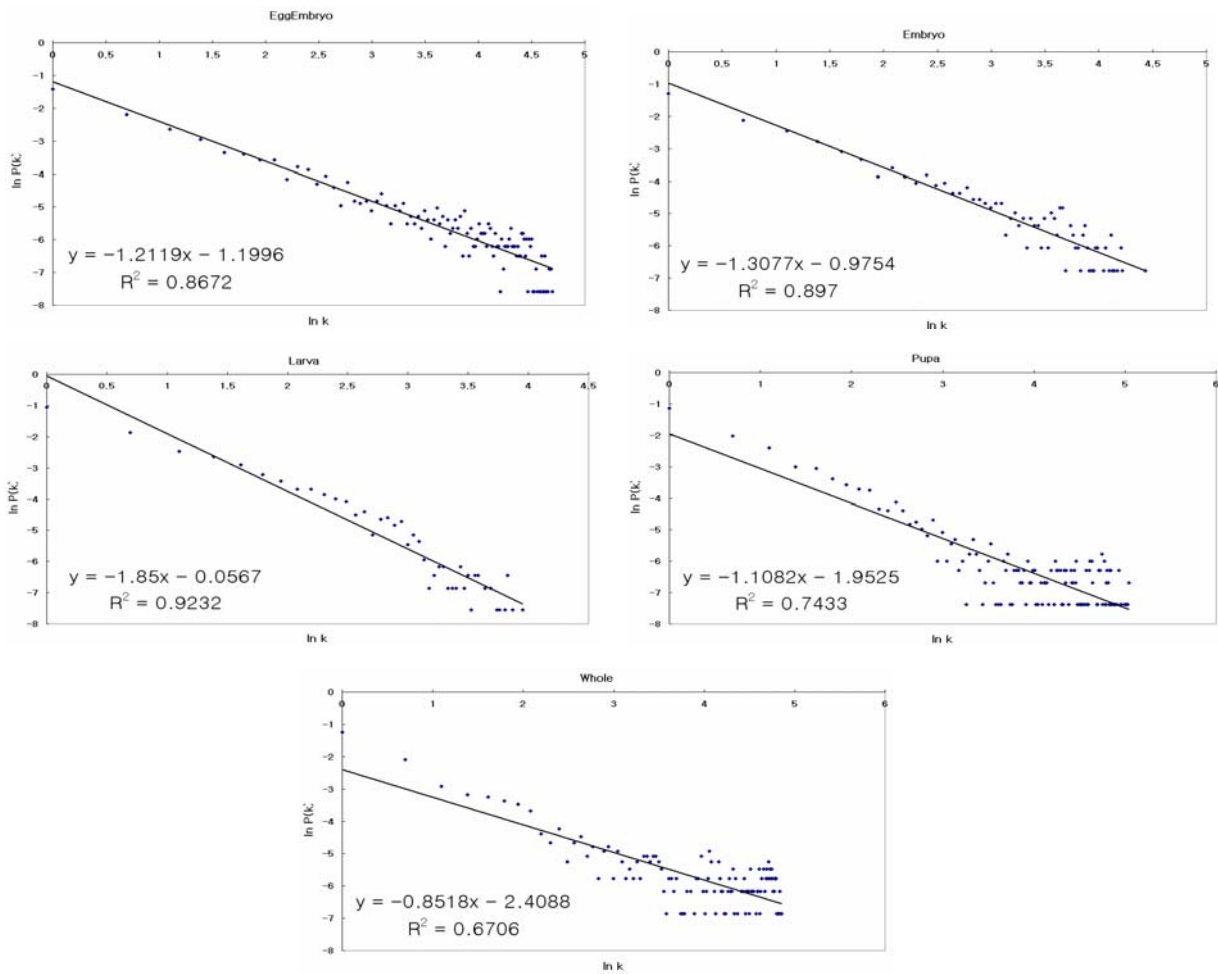 EggEmbryo
0
0 0.5 1 1.5 2 2.5 3 3.5 4 4.5 5
-1
-2
-3
-4
-5
-6
-7
-8
ln P(k)
y = -1.2119x - 1.1996
R² = 0.8672
ln k
Embryo
0
0 0.5 1 1.5 2 2.5 3 3.5 4 4.5 5
-1
-2
-3
-4
-5
-6
-7
-8
ln P(k)
y = -1.3077x - 0.9754
R² = 0.897
ln k
Larva
0
0 0.5 1 1.5 2 2.5 3 3.5 4 4.5
-1
-2
-3
-4
-5
-6
-7
-8
ln P(k)
y = -1.85x - 0.0567
R² = 0.9232
ln k
Pupa
0
0 1 2 3 4 5 6
-1
-2
-3
-4
-5
-6
-7
-8
ln P(k)
y = -1.1082x - 1.9525
R² = 0.7433
ln k
Whole
0
0 1 2 3 4 5 6
-1
-2
-3
-4
-5
-6
-7
-8
ln P(k)
y = -0.8518x - 2.4088
R² = 0.6706
ln k